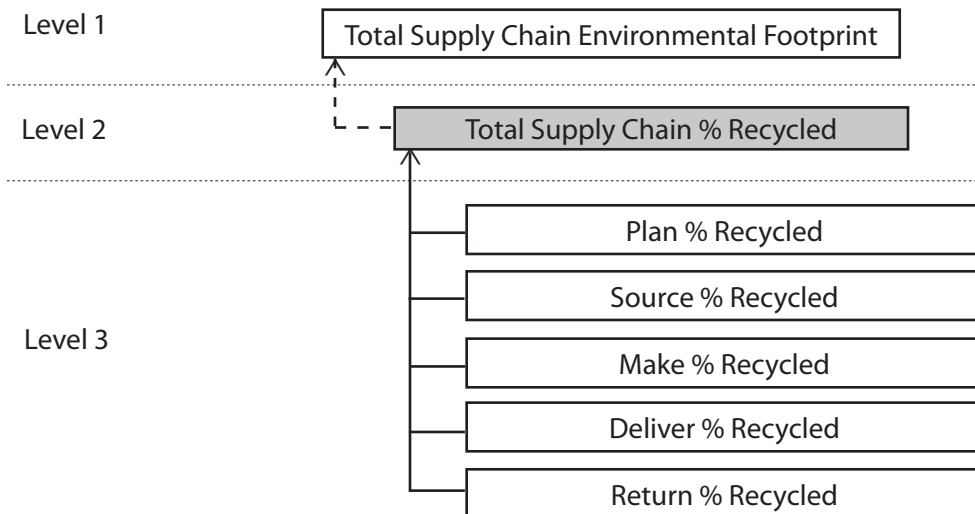 Level 1
Total Supply Chain Environmental Footprint
Level 2
Total Supply Chain % Recycled
Level 3
Plan % Recycled
Source % Recycled
Make % Recycled
Deliver % Recycled
Return % Recycled